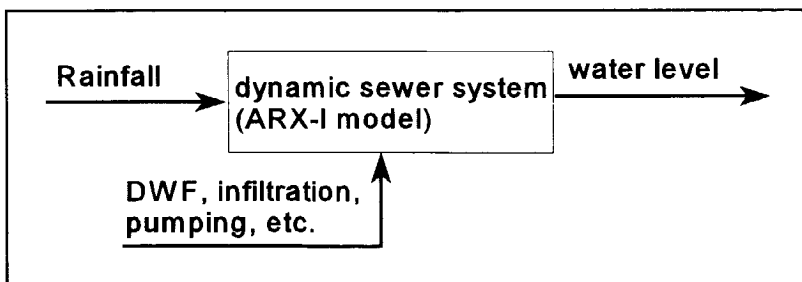 Rainfall
dynamic sewer system
(ARX-I model)
water level
DWF, infiltration,
pumping, etc.